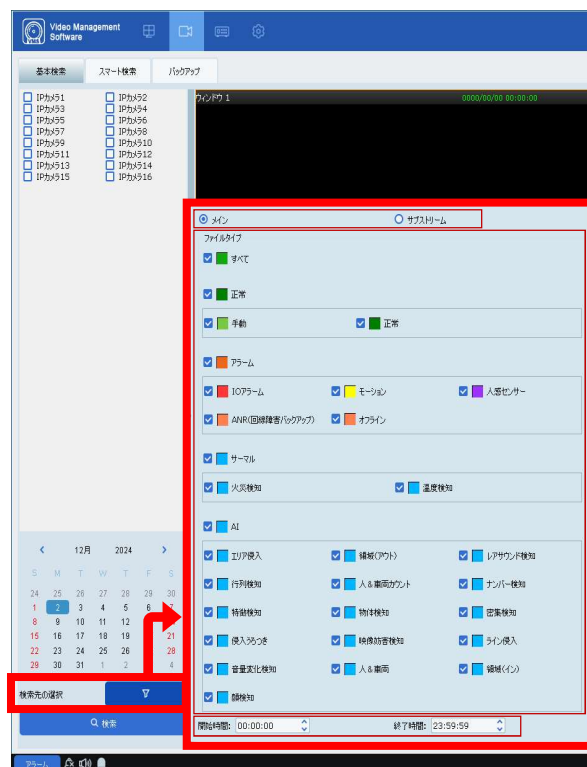 Video Management
Software
基本検索 スマート検索 バックアップ
IPカメラ1 IPカメラ2
IPカメラ3 IPカメラ4
IPカメラ5 IPカメラ6
IPカメラ7 IPカメラ8
IPカメラ9 IPカメラ10
IPカメラ11 IPカメラ12
IPカメラ13 IPカメラ14
IPカメラ15 IPカメラ16
ウィンドウ 1 0000/00/00 00:00:00
メイン サブストリーム
ファイルタイプ
すべて
正常
手動 正常
アラーム
IOアラーム モーション 人感センサー
ANR(回線障害バックアップ) オフライン
サーマル
火災検知 温度検知
AI
エリア侵入 領域(アウト) レアサウンド検知
行列検知 人&車両カウント ナンバー検知
特徴検知 物体検知 密集検知
侵入うろつき 映像妨害検知 ライン侵入
音量変化検知 人&車両 領域(イン)
顔検知
開始時間: 00:00:00 終了時間: 23:59:59
12月 2024
S M T W T F S
24 25 26 27 28 29 30
1 2 3 4 5 6 7
8 9 10 11 12
15 16 17 18 19 21
22 23 24 25 26 28
29 30 31 1 2 4
検索先の選択
検索
アラーム